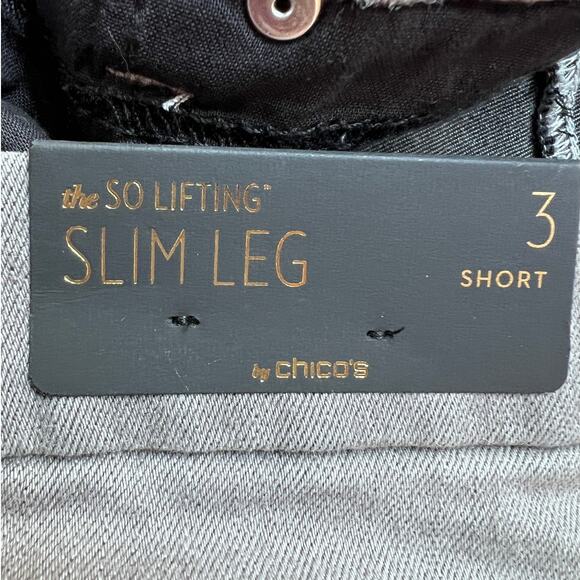 the SO LIFTING™
SLIM LEG
3
SHORT
by chico's